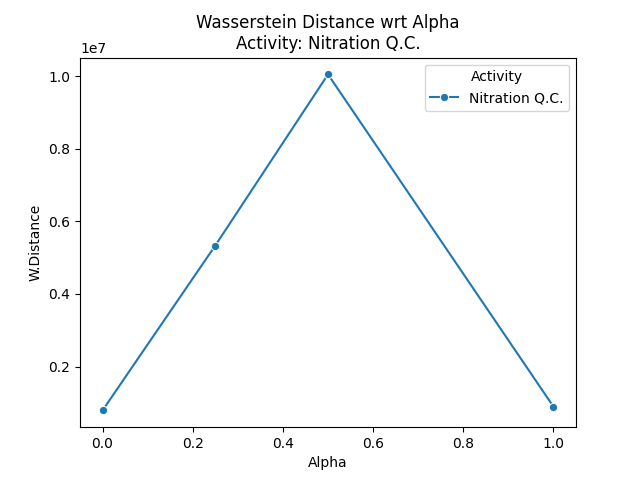 Wasserstein Distance wrt Alpha
Activity: Nitration Q.C.
1e7
1.0
0.8
0.6
0.4
0.2
W.Distance
Activity
Nitration Q.C.
0.0 0.2 0.4 0.6 0.8 1.0
Alpha